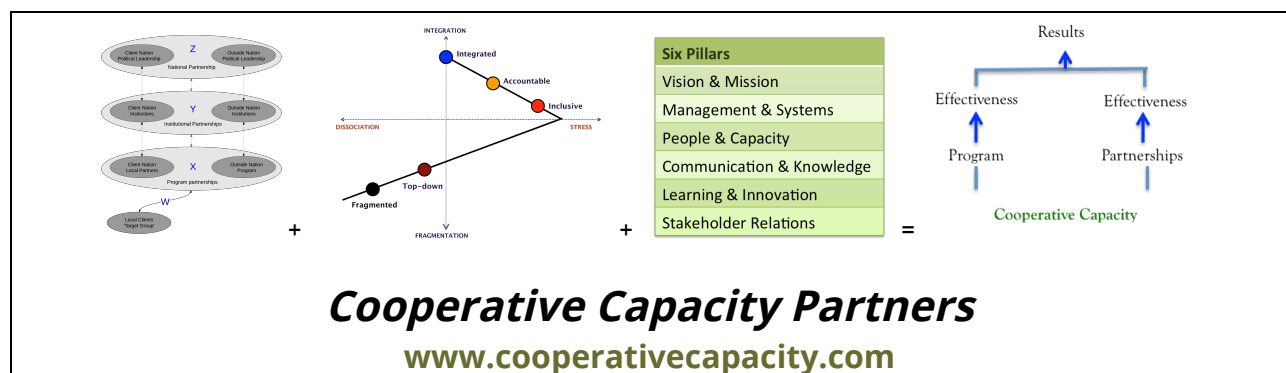 Client Nation
Political Leadership
Z
Outside Nation
Political Leadership
National Partnership
Client Nation
Institutions
Y
Outside Nation
Institutions
Institutional Partnerships
Client Nation
Local Partners
X
Outside Nation
Program
Program partnerships
W
Local Clients
'Target Group'
+
INTEGRATION
Integrated
Accountable
Inclusive
DISSOCIATION
STRESS
Top-down
Fragmented
FRAGMENTATION
+
Six Pillars
Vision & Mission
Management & Systems
People & Capacity
Communication & Knowledge
Learning & Innovation
Stakeholder Relations
=
Results
Effectiveness
Effectiveness
Program
Partnerships
Cooperative Capacity
Cooperative Capacity Partners
www.cooperativecapacity.com